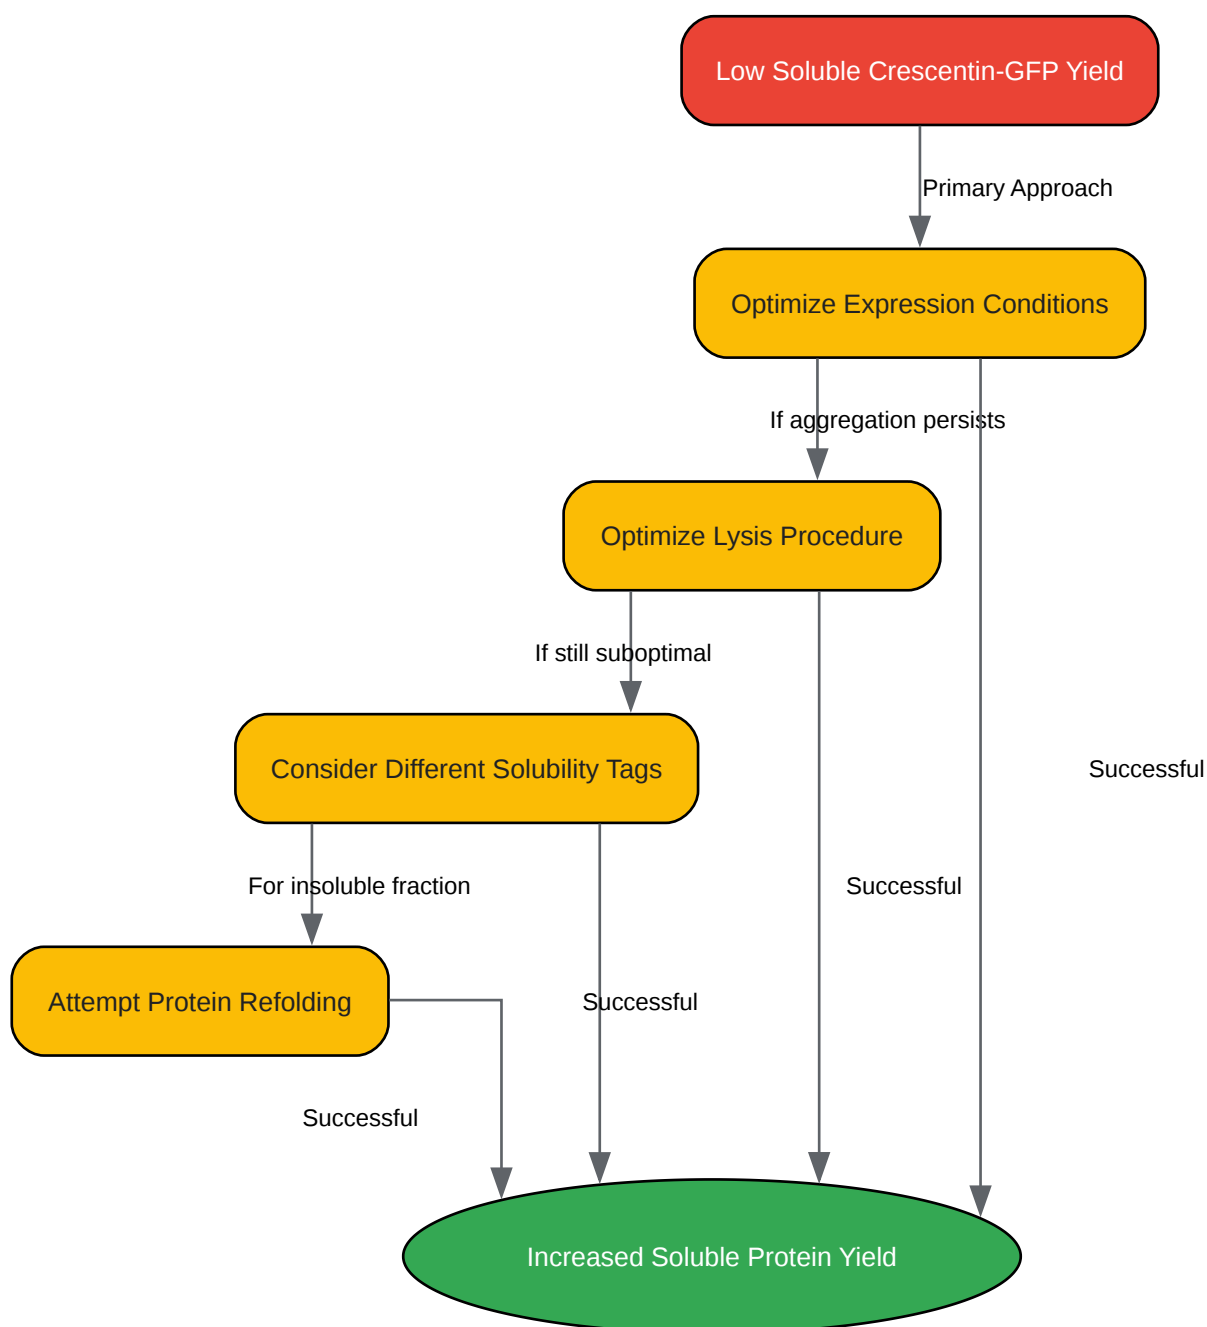 Low Soluble Crescentin-GFP Yield
Primary Approach
Optimize Expression Conditions
If aggregation persists
Optimize Lysis Procedure
If still suboptimal
Consider Different Solubility Tags
Successful
For insoluble fraction
Successful
Attempt Protein Refolding
Successful
Successful
Increased Soluble Protein Yield